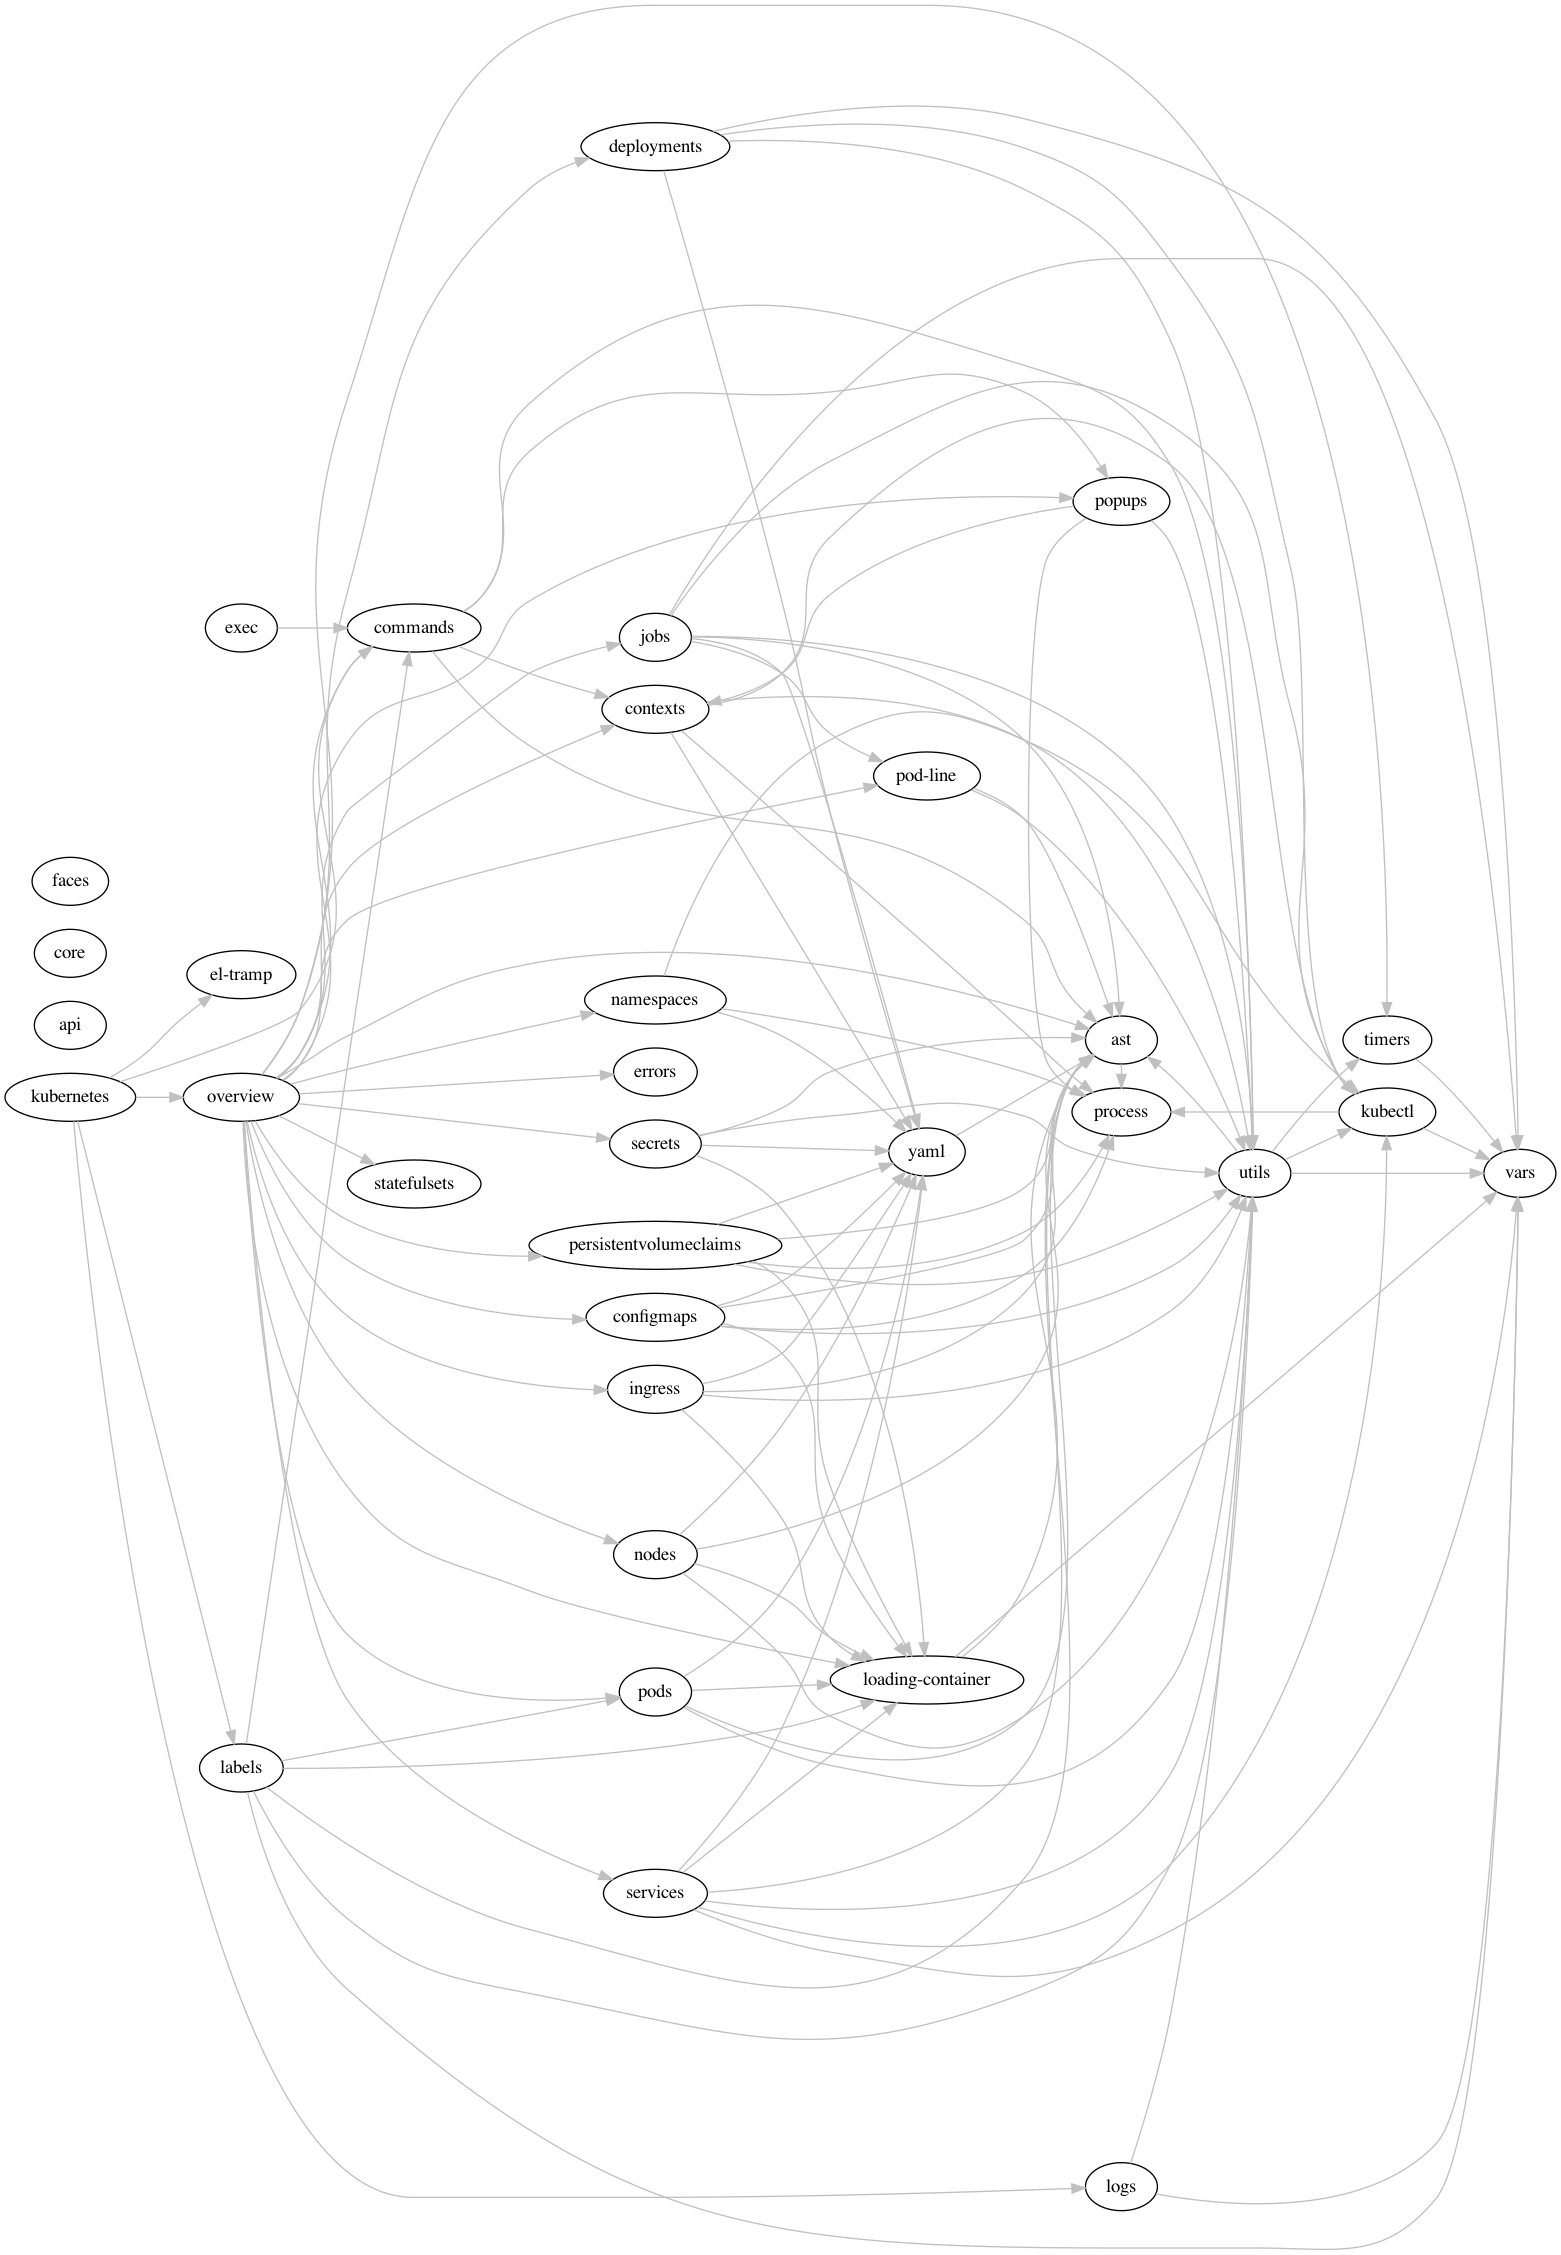 deployments
popups
exec
commands
jobs
contexts
pod-line
faces
core
el-tramp
namespaces
api
ast
timers
errors
kubernetes
overview
process
kubectl
secrets
yaml
utils
vars
statefulsets
persistentvolumeclaims
configmaps
ingress
nodes
loading-container
pods
labels
services
logs